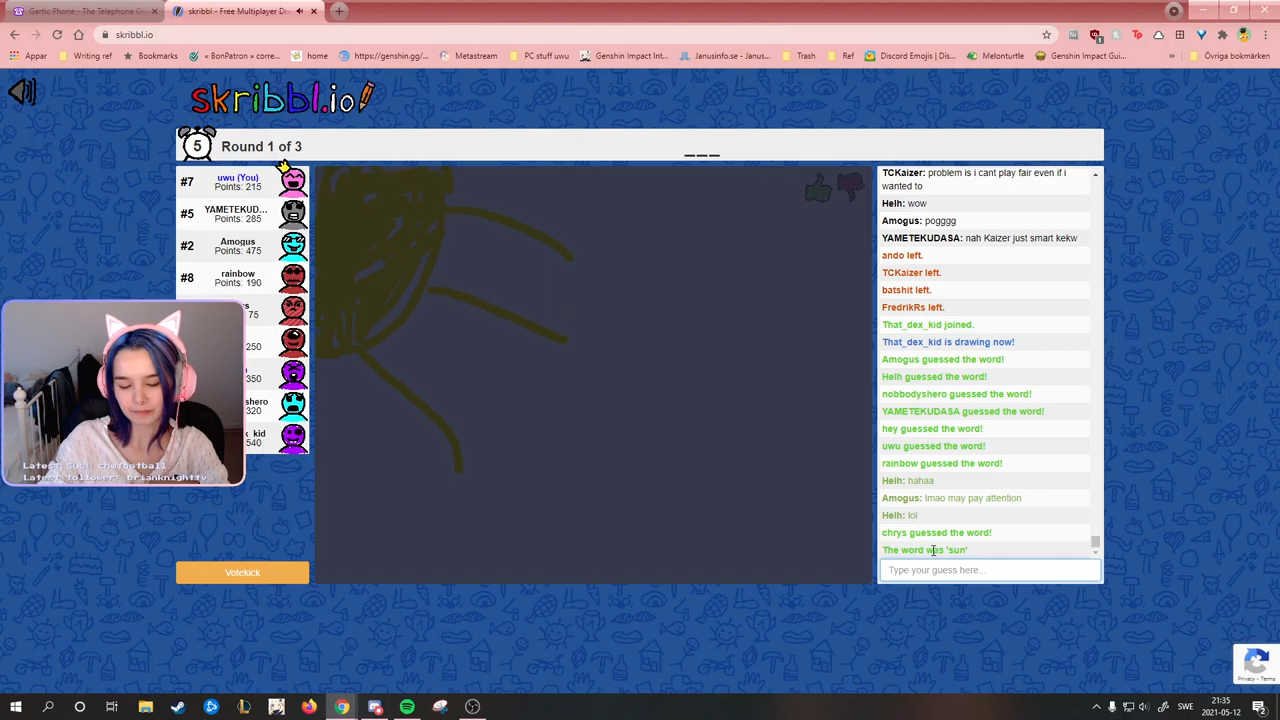 Gartic Phone - The Telephone G
skribbl - Free Multiplayer Dr
skribbl.io
Appar
Writing ref
Bookmarks
« BonPatron » corre...
home
https://genshin.gg/...
Metastream
PC stuff uwu
Genshin Impact Int...
Janusinfo.se - Janus...
Trash
Ref
Discord Emojis | Dis...
Melonturtle
Genshin Impact Gui...
»
Övriga bokmärken
skribbl.io
5
Round 1 of 3
___
#7
uwu (You)
Points: 215
#5
YAMETEKUD...
Points: 285
#2
Amogus
Points: 475
#8
rainbow
Points: 190
s
75
250
350
shero
320
kid
540
Latest Sub: thwfootball
Latest follower: brianknighttv
Votekick
TCKaizer: problem is i cant play fair even if i
wanted to
Helh: wow
Amogus: pogggg
YAMETEKUDASA: nah Kaizer just smart kekw
ando left.
TCKaizer left.
batshit left.
FredrikRs left.
That_dex_kid joined.
That_dex_kid is drawing now!
Amogus guessed the word!
Helh guessed the word!
nobbodyshero guessed the word!
YAMETEKUDASA guessed the word!
hey guessed the word!
uwu guessed the word!
rainbow guessed the word!
Helh: hahaa
Amogus: lmao may pay attention
Helh: lol
chrys guessed the word!
The word was 'sun'
Type your guess here...
Privacy - Terms
SWE
21:35
2021-05-12
2